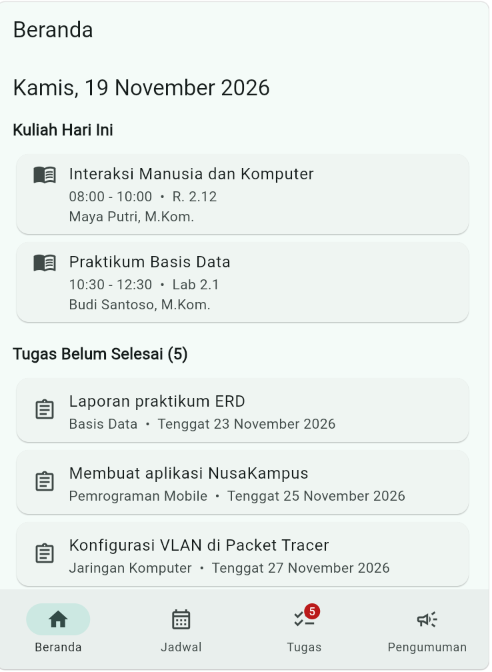 Beranda
Kamis, 19 November 2026
Kuliah Hari Ini
Interaksi Manusia dan Komputer
08:00 - 10:00 • R. 2.12
Maya Putri, M.Kom.
Praktikum Basis Data
10:30 - 12:30 • Lab 2.1
Budi Santoso, M.Kom.
Tugas Belum Selesai (5)
Laporan praktikum ERD
Basis Data • Tenggat 23 November 2026
Membuat aplikasi NusaKampus
Pemrograman Mobile • Tenggat 25 November 2026
Konfigurasi VLAN di Packet Tracer
Jaringan Komputer • Tenggat 27 November 2026
5
Beranda Jadwal Tugas Pengumuman